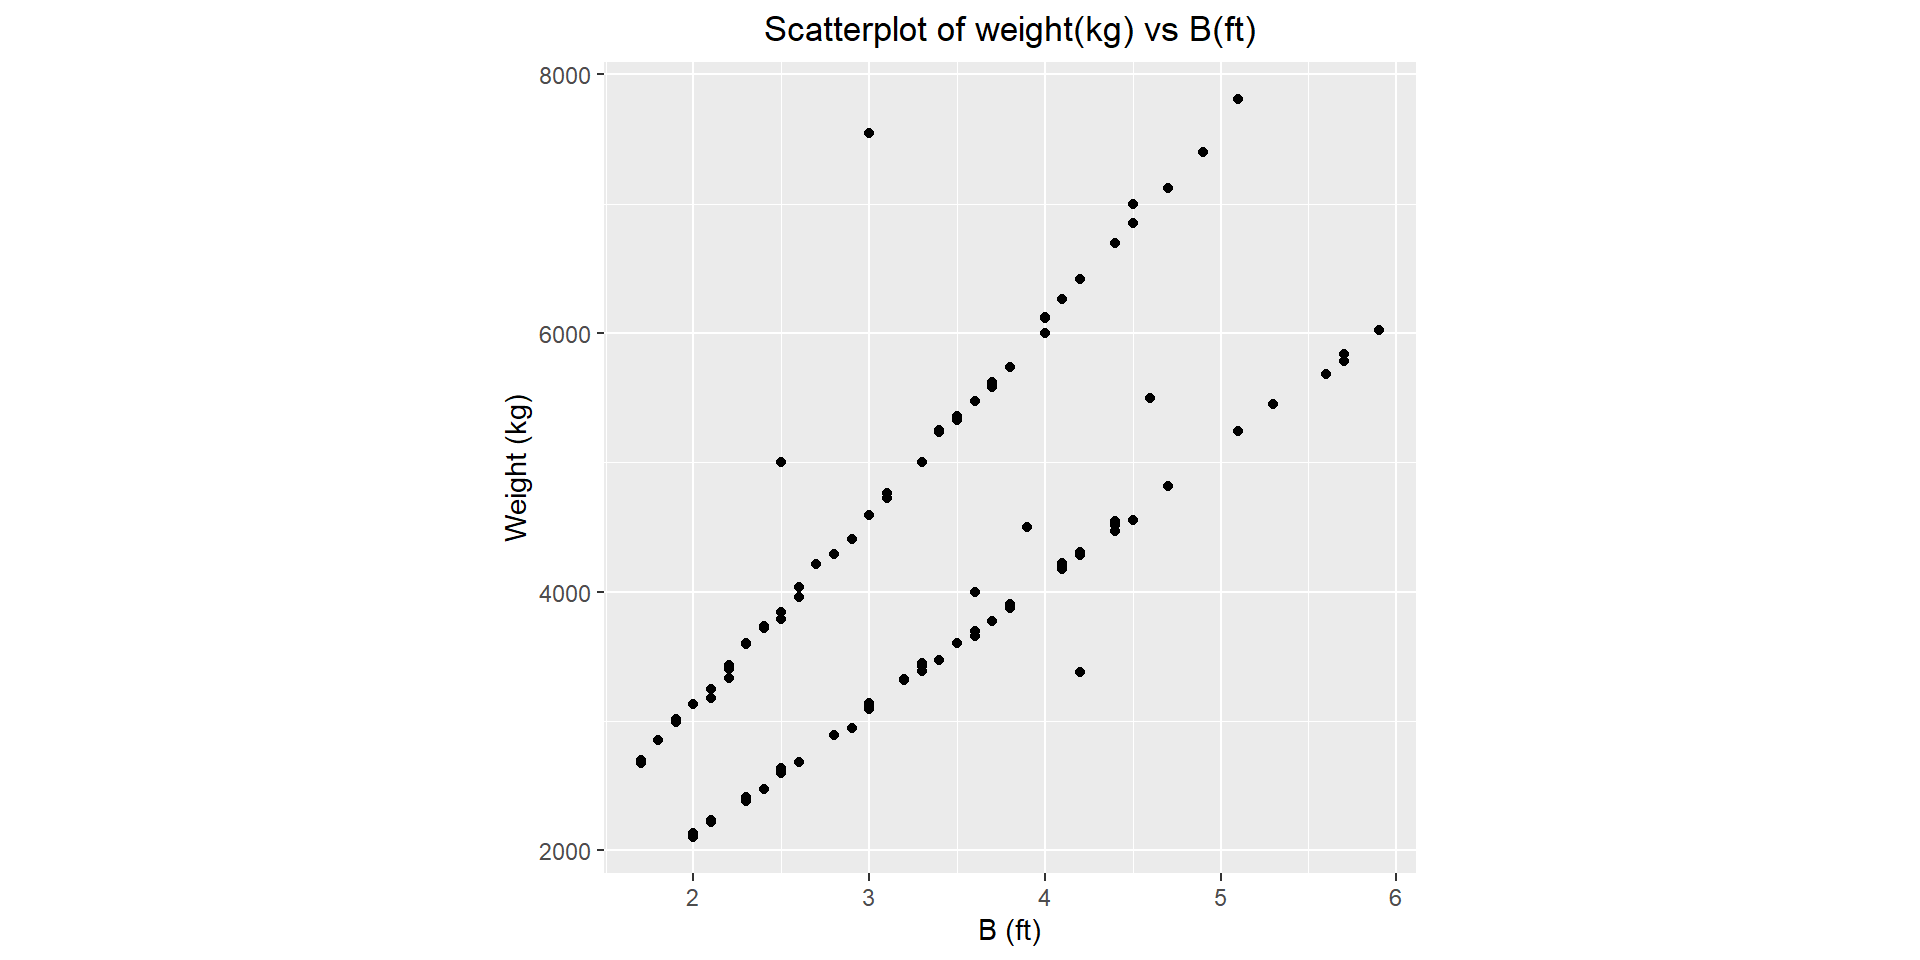 Scatterplot of weight(kg) vs B(ft)
8000
6000
4000
2000
Weight (kg)
2 3 4 5 6
B (ft)